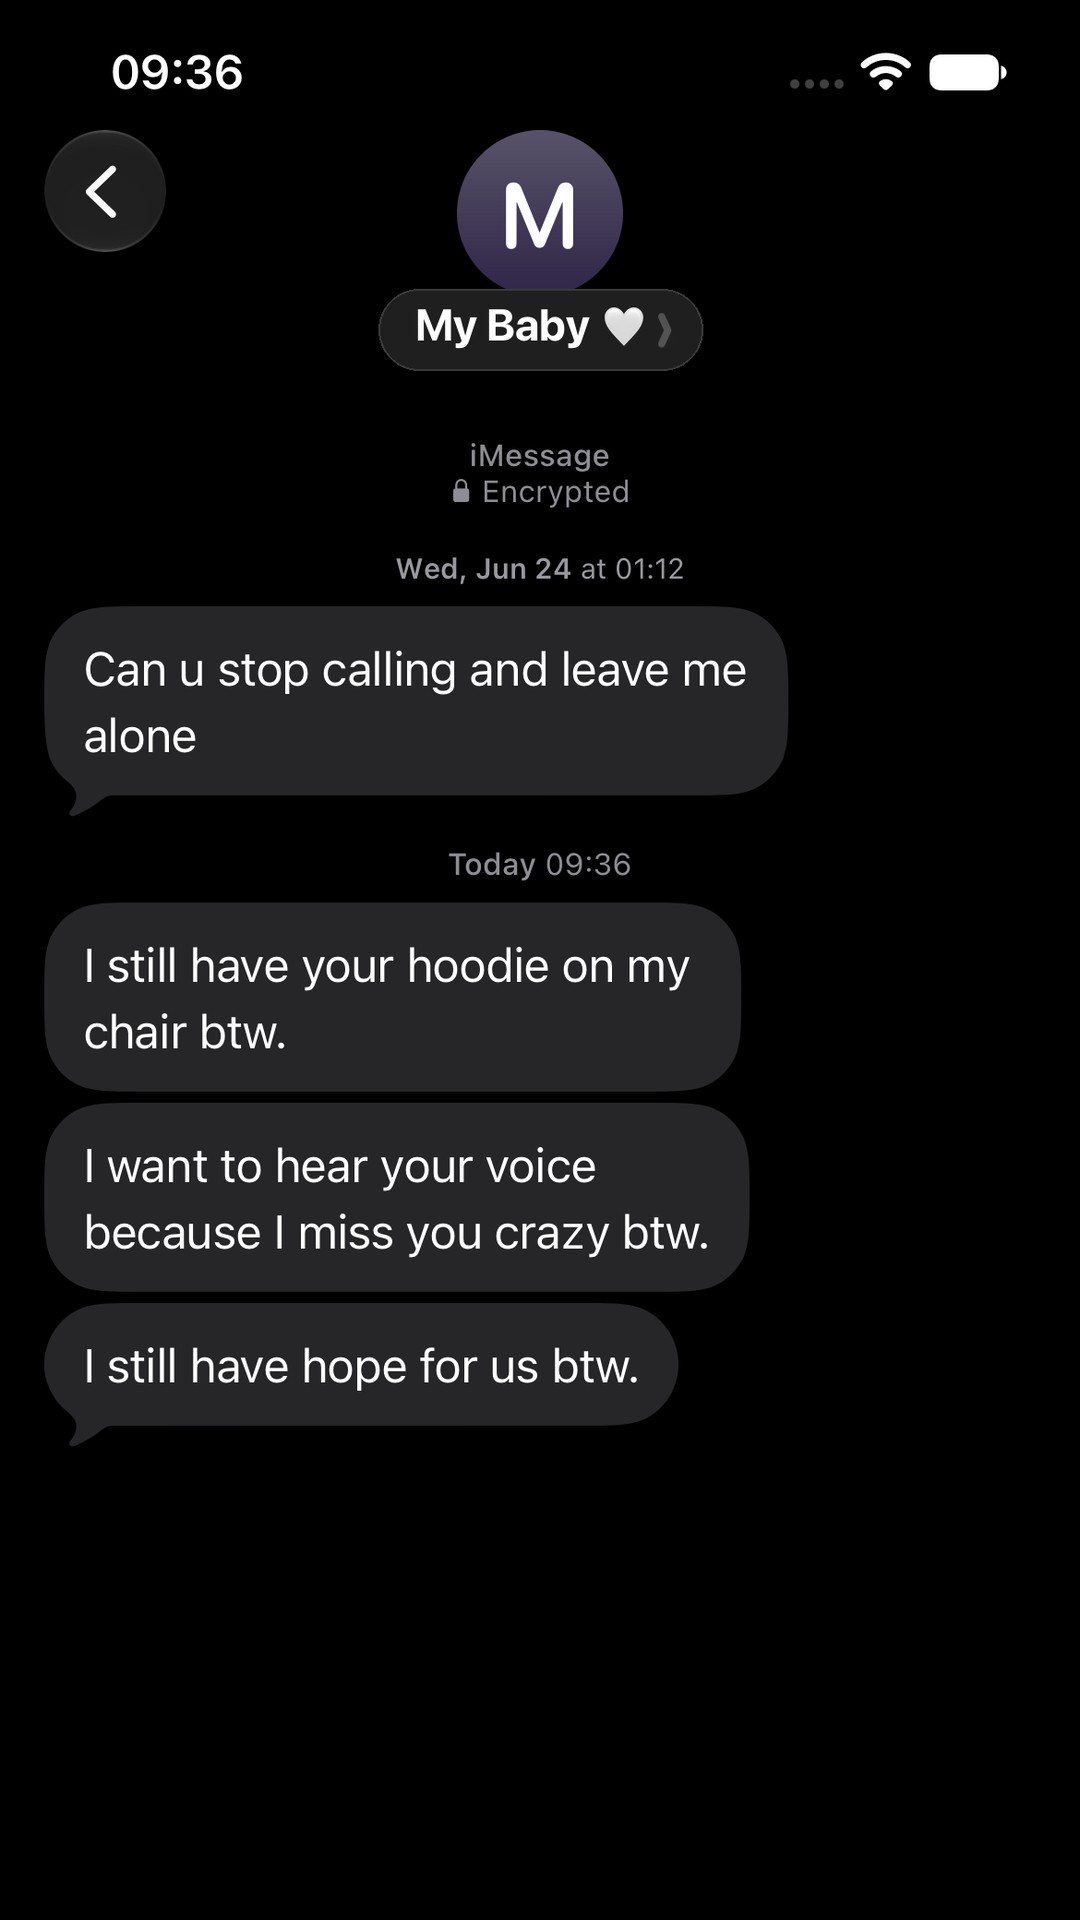 09:36
M
My Baby 🤍
iMessage
Encrypted
Wed, Jun 24 at 01:12
Can u stop calling and leave me
alone
Today 09:36
I still have your hoodie on my
chair btw.
I want to hear your voice
because I miss you crazy btw.
I still have hope for us btw.